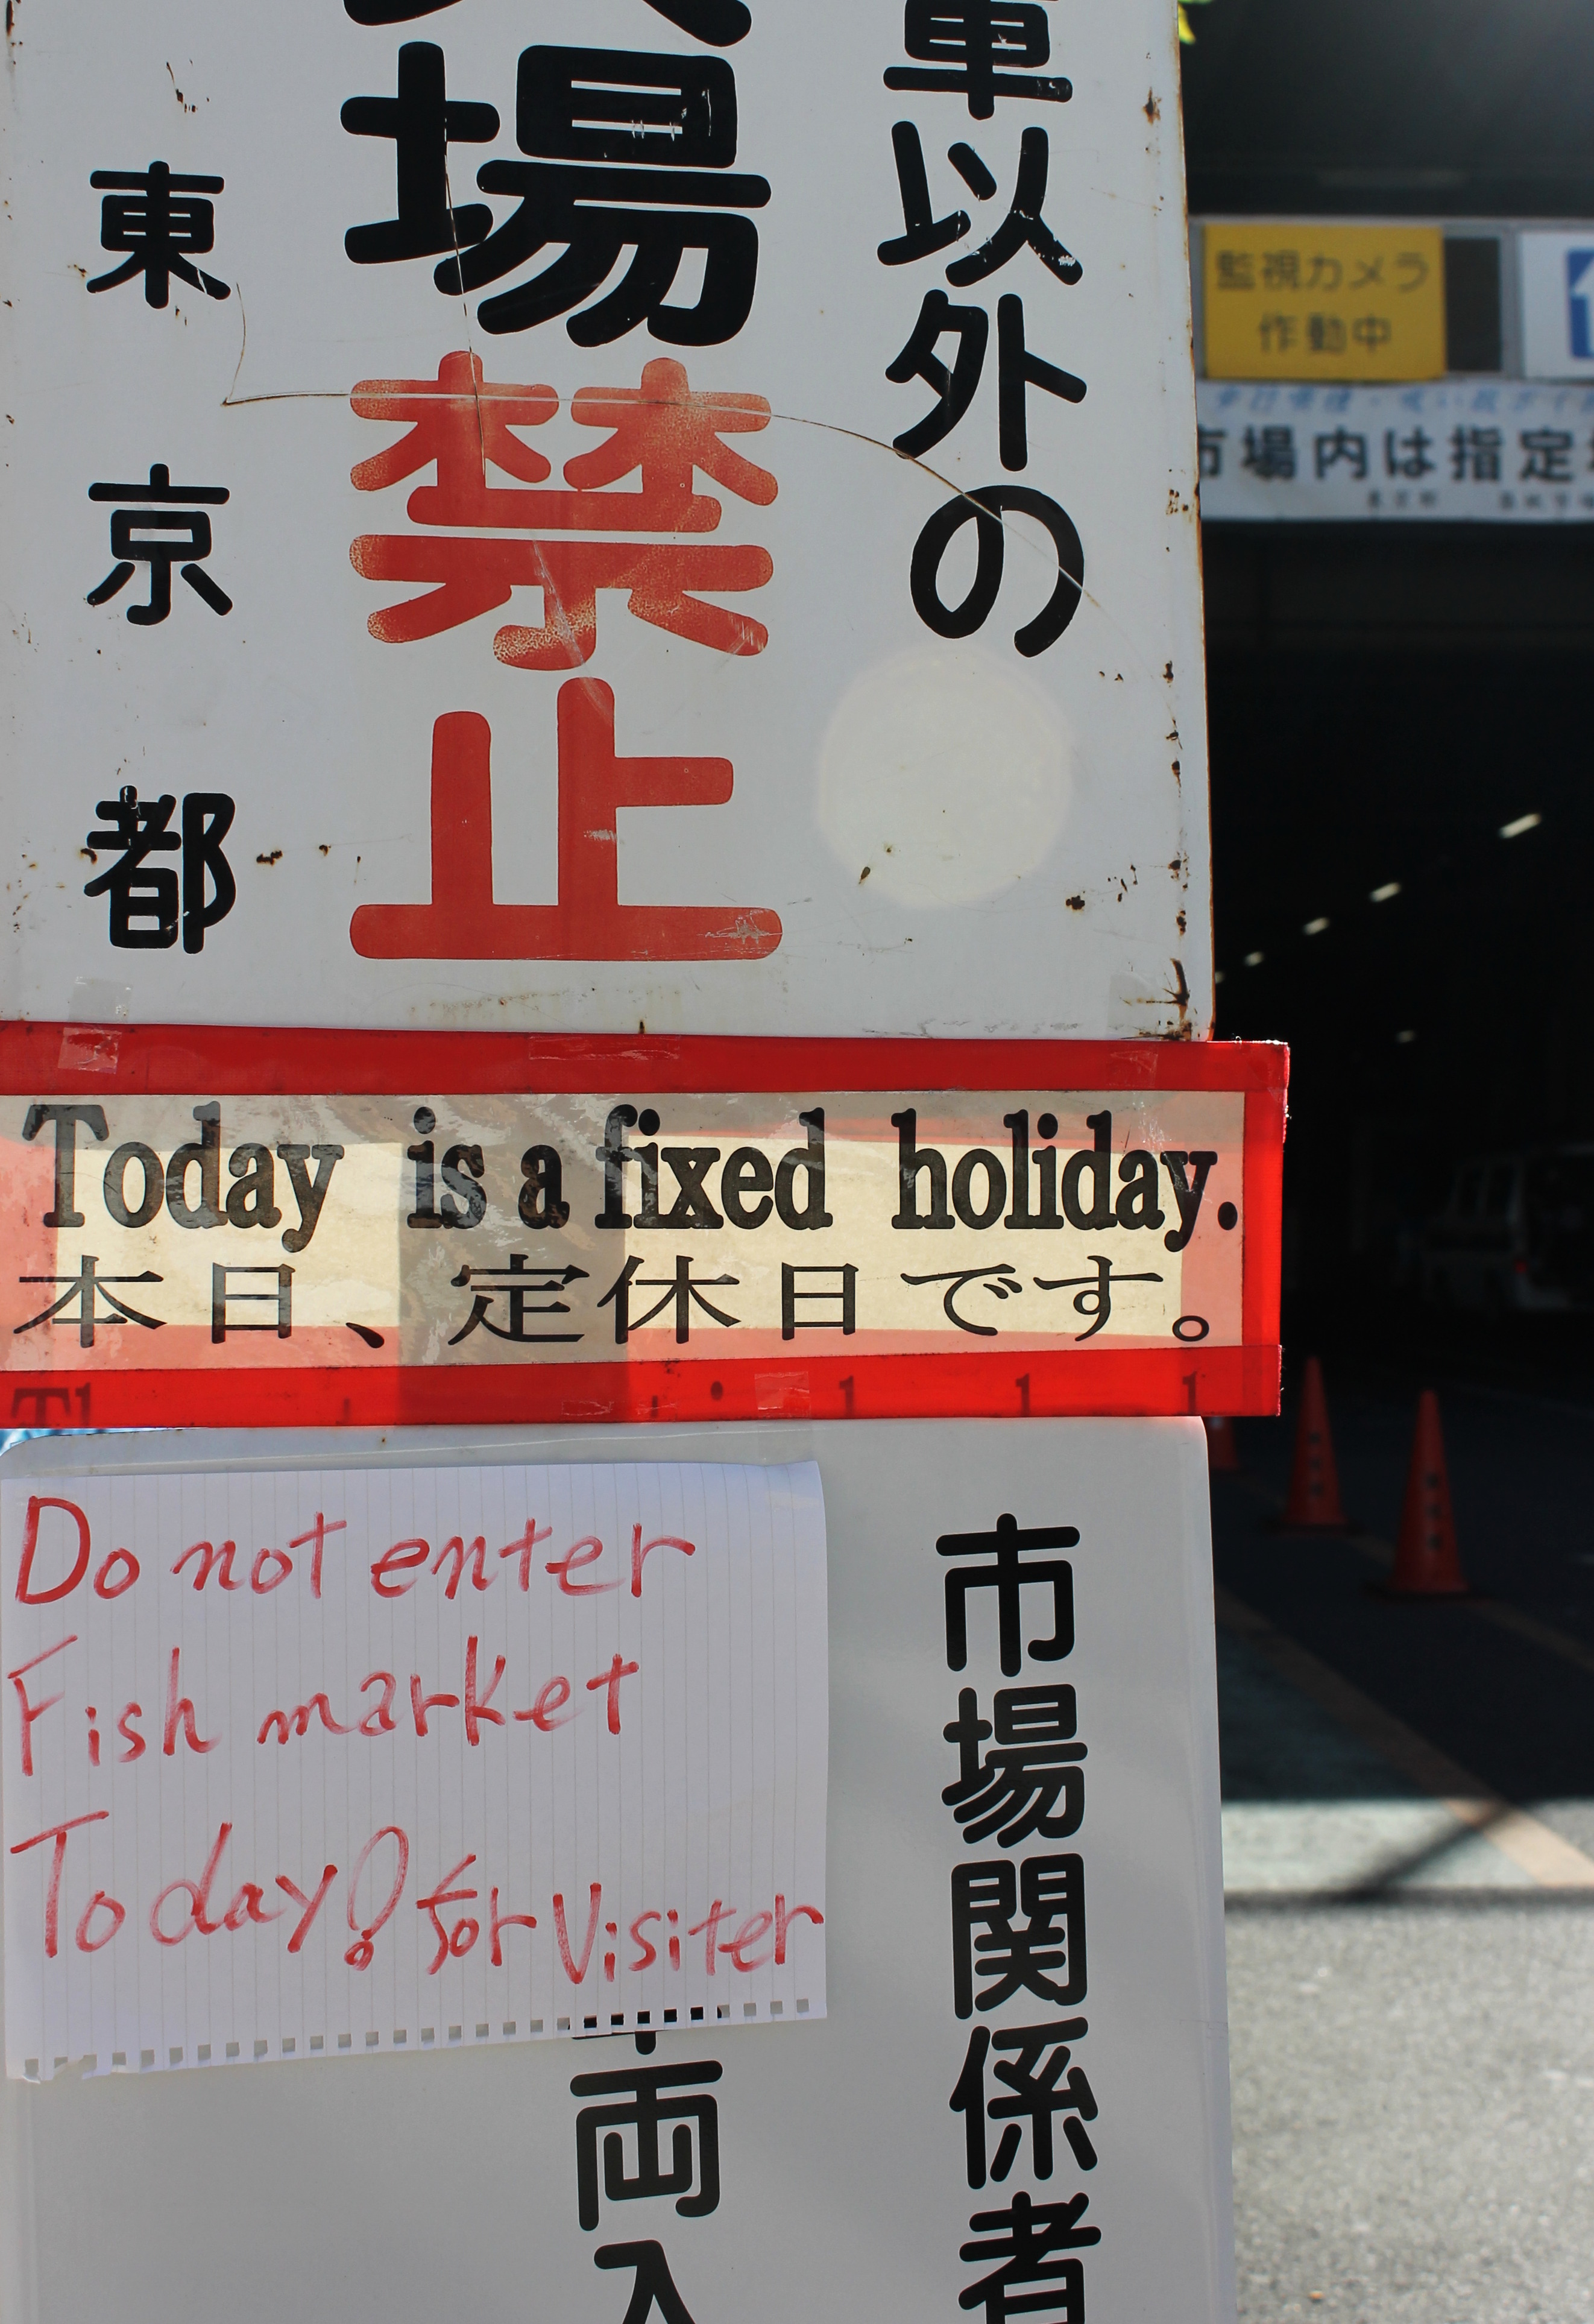 車以外の
場禁止
東京都
監視カメラ
作動中
市場内は指定
Today is a fixed holiday.
本日、定休日です。
Do not enter
Fish market
Today! for Visiter
市場関係者
両入